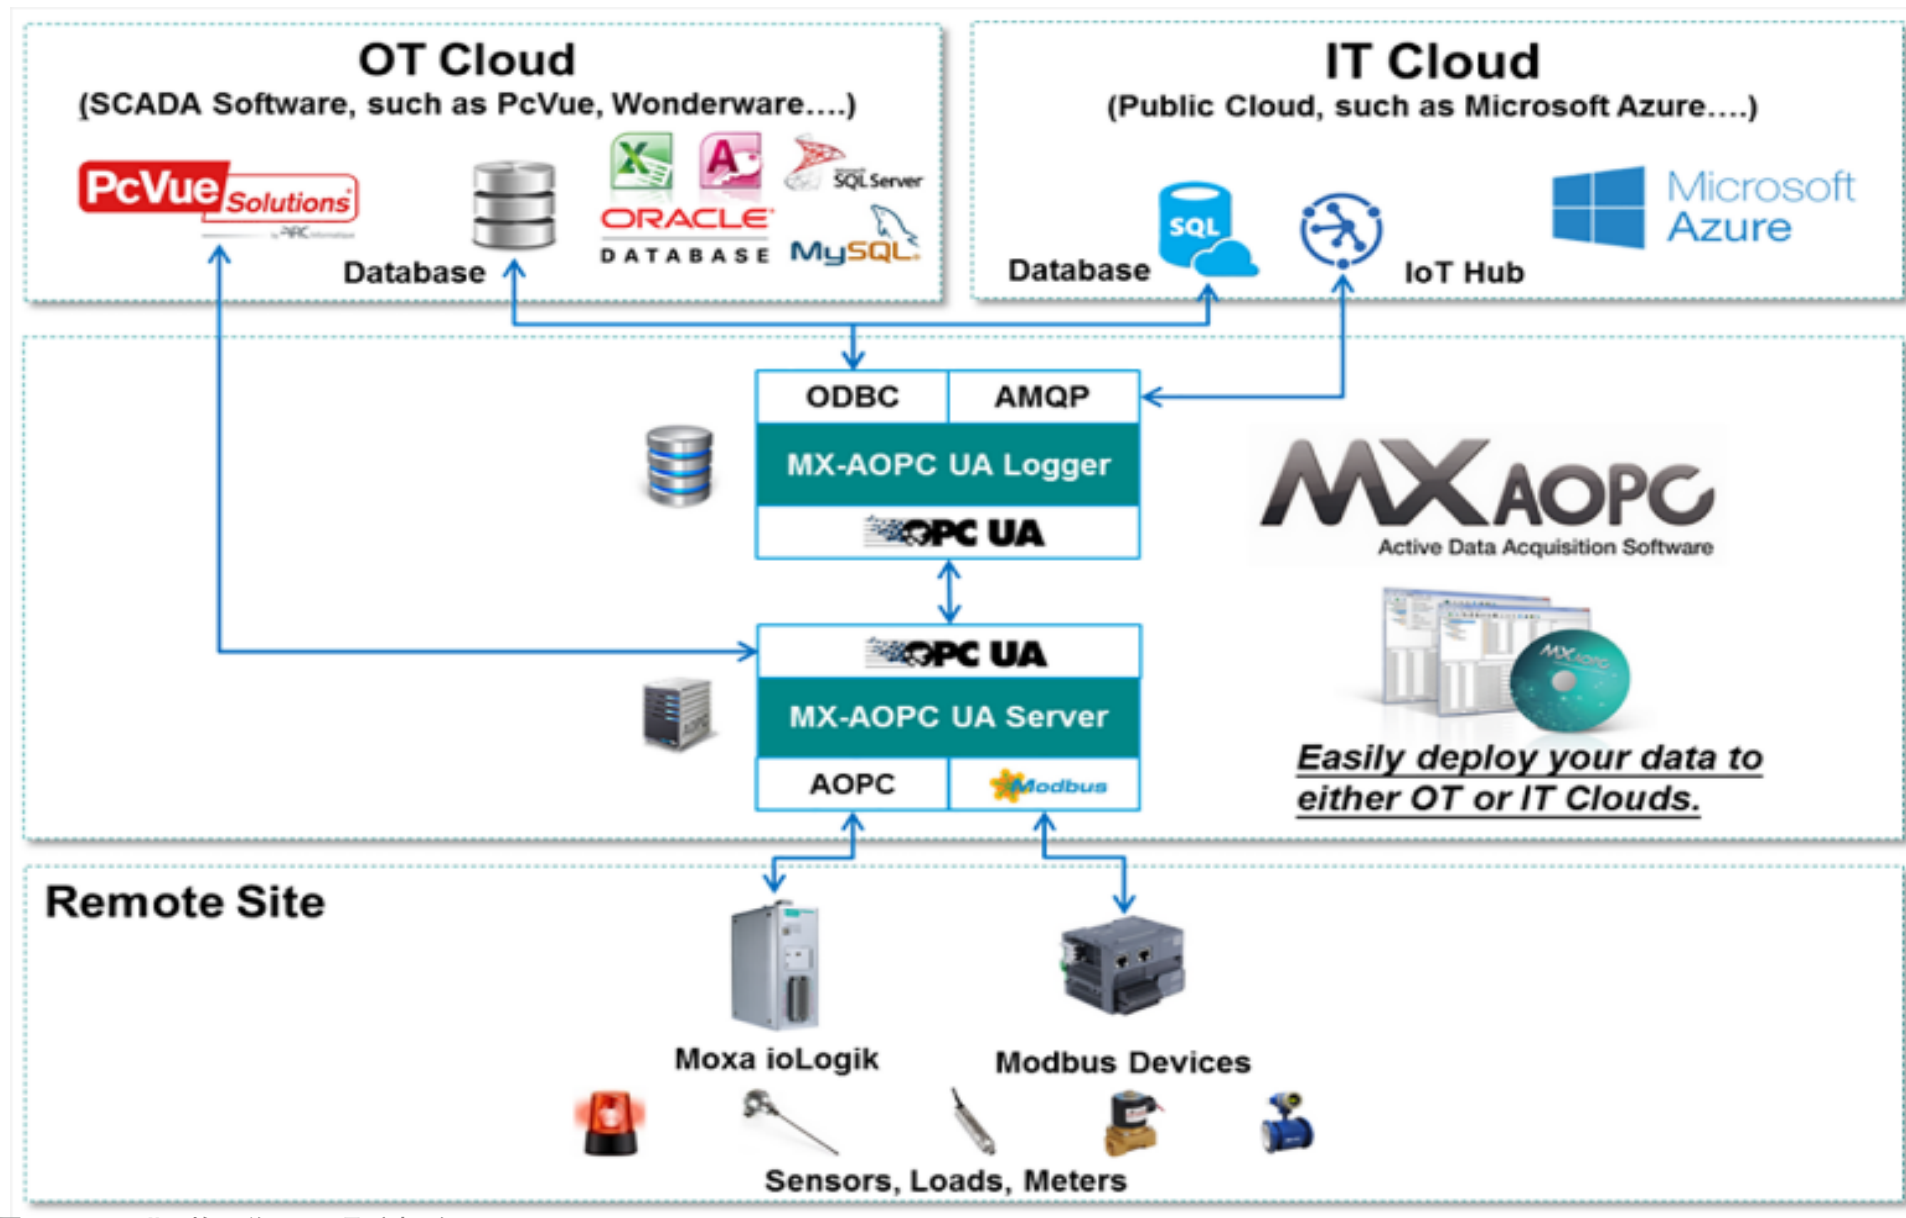 OT Cloud
(SCADA Software, such as PcVue, Wonderware....)
PcVue Solutions
Database
SQL Server
ORACLE
DATABASE
MySQL
IT Cloud
(Public Cloud, such as Microsoft Azure....)
Database
SQL
IoT Hub
Microsoft
Azure
ODBC
AMQP
MX-AOPC UA Logger
OPC UA
OPC UA
MX-AOPC UA Server
AOPC
Modbus
MX AOPC
Active Data Acquisition Software
MXAOPC
Easily deploy your data to
either OT or IT Clouds.
Remote Site
Moxa ioLogik
Modbus Devices
Sensors, Loads, Meters